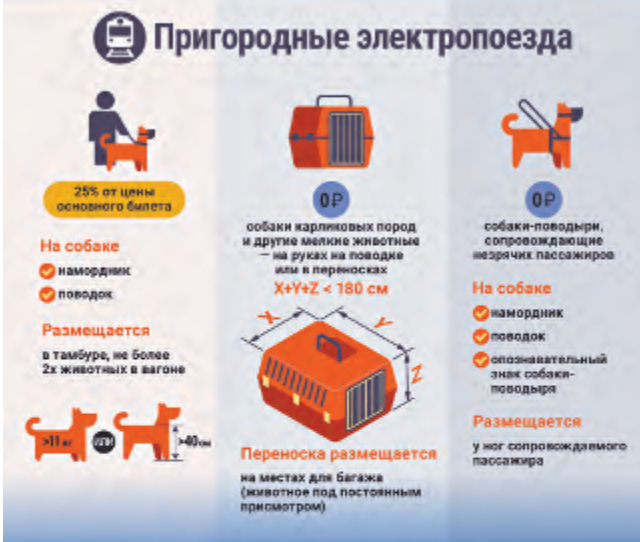 Пригородные электропоезда
25% от цены
основного билета
На собаке
намордник
поводок
Размещается
в тамбуре, не более
2х животных в вагоне
>11 кг
или
>40 см
0₽
собаки карликовых пород
и другие мелкие животные
— на руках на поводке
или в переносках
X+Y+Z < 180 см
X
Y
Z
Переноска размещается
на местах для багажа
(животное под постоянным
присмотром)
0₽
собаки-поводыри,
сопровождающие
незрячих пассажиров
На собаке
намордник
поводок
опознавательный
знак собаки-
поводыря
Размещается
у ног сопровождаемого
пассажира